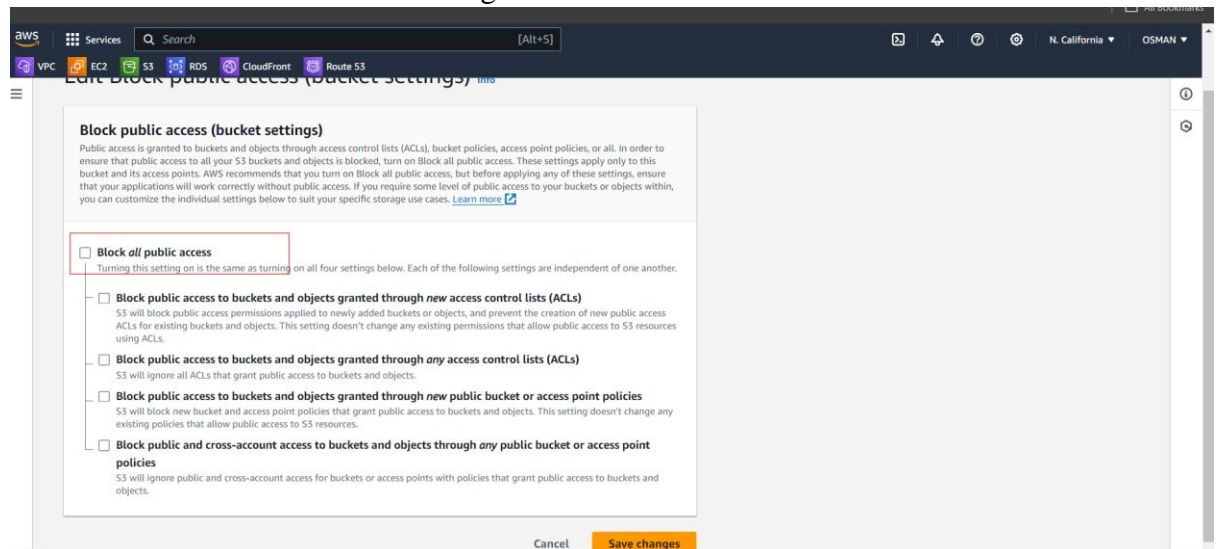 All Bookmarks
aws Services Search [Alt+S] N. California ▼ OSMAN ▼
VPC EC2 S3 RDS CloudFront Route 53
Edit Block public access (bucket settings) Info
Block public access (bucket settings)
Public access is granted to buckets and objects through access control lists (ACLs), bucket policies, access point policies, or all. In order to
ensure that public access to all your S3 buckets and objects is blocked, turn on Block all public access. These settings apply only to this
bucket and its access points. AWS recommends that you turn on Block all public access, but before applying any of these settings, ensure
that your applications will work correctly without public access. If you require some level of public access to your buckets or objects within,
you can customize the individual settings below to suit your specific storage use cases. Learn more
Block all public access
Turning this setting on is the same as turning on all four settings below. Each of the following settings are independent of one another.
Block public access to buckets and objects granted through new access control lists (ACLs)
S3 will block public access permissions applied to newly added buckets or objects, and prevent the creation of new public access
ACLs for existing buckets and objects. This setting doesn't change any existing permissions that allow public access to S3 resources
using ACLs.
Block public access to buckets and objects granted through any access control lists (ACLs)
S3 will ignore all ACLs that grant public access to buckets and objects.
Block public access to buckets and objects granted through new public bucket or access point policies
S3 will block new bucket and access point policies that grant public access to buckets and objects. This setting doesn't change any
existing policies that allow public access to S3 resources.
Block public and cross-account access to buckets and objects through any public bucket or access point
policies
S3 will ignore public and cross-account access for buckets or access points with policies that grant public access to buckets and
objects.
Cancel Save changes